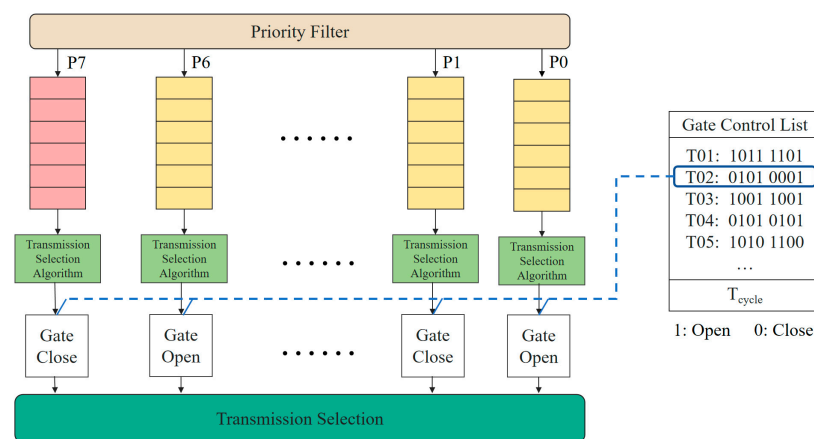 Priority Filter
P7
P6
P1
P0
Transmission
Selection
Algorithm
Transmission
Selection
Algorithm
Transmission
Selection
Algorithm
Transmission
Selection
Algorithm
Gate
Close
Gate
Open
Gate
Close
Gate
Open
Transmission Selection
Gate Control List
T01: 1011 1101
T02: 0101 0001
T03: 1001 1001
T04: 0101 0101
T05: 1010 1100
…
Tcycle
1: Open 0: Close